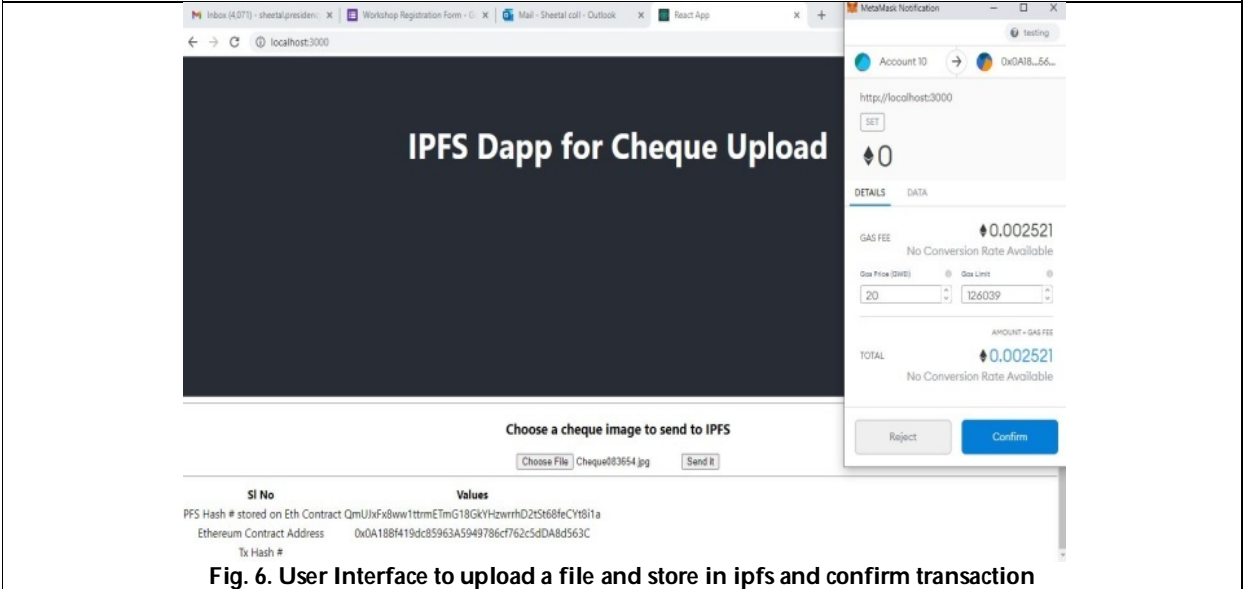 Inbox (4,071) - sheetal.presidenc
Workshop Registration Form - G
Mail - Sheetal coll - Outlook
React App
MetaMask Notification
localhost:3000
testing
Account 10
0x0A18...56...
http://localhost:3000
SET
0
IPFS Dapp for Cheque Upload
DETAILS DATA
GAS FEE 0.002521
No Conversion Rate Available
Gas Price (GWEI) Gas Limit
20 126039
AMOUNT + GAS FEE
TOTAL 0.002521
No Conversion Rate Available
Reject Confirm
Choose a cheque image to send to IPFS
Choose File Cheque083654.jpg Send it
Sl No Values
PFS Hash # stored on Eth Contract
Ethereum Contract Address
Tx Hash #
Fig. 6. User Interface to upload a file and store in ipfs and confirm transaction